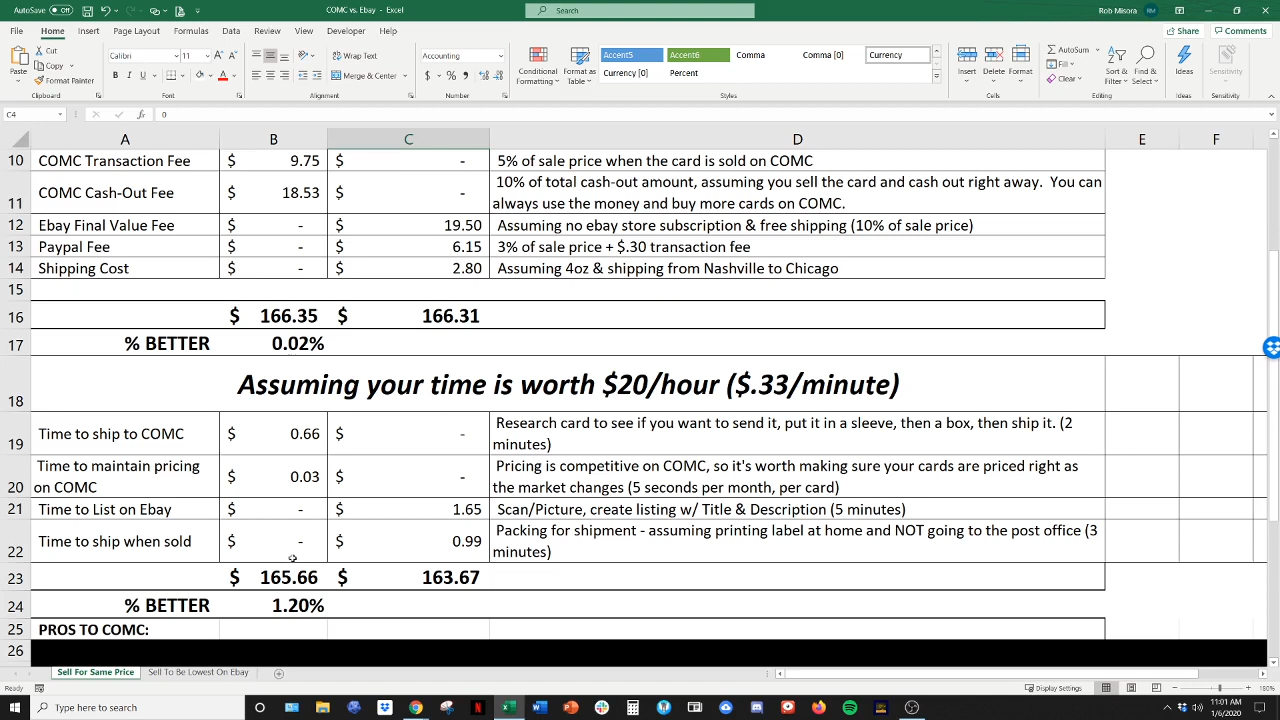 AutoSave Off
COMC vs. Ebay - Excel
Search
Rob Misora RM
File Home Insert Page Layout Formulas Data Review View Developer Help
Share Comments
Paste
Cut
Copy
Format Painter
Clipboard
Calibri 11
B I U
Font
Wrap Text
Merge & Center
Alignment
Accounting
$ % 9
Number
Conditional Formatting
Format as Table
Accent5 Accent6 Comma Comma [0] Currency
Currency [0] Percent
Styles
Insert Delete Format
Cells
AutoSum
Fill
Clear
Sort & Filter
Find & Select
Editing
Ideas
Ideas
Sensitivity
Sensitivity
C4 fx 0
A B C D E F
10 COMC Transaction Fee $ 9.75 $ - 5% of sale price when the card is sold on COMC
11 COMC Cash-Out Fee $ 18.53 $ - 10% of total cash-out amount, assuming you sell the card and cash out right away. You can
always use the money and buy more cards on COMC.
12 Ebay Final Value Fee $ - $ 19.50 Assuming no ebay store subscription & free shipping (10% of sale price)
13 Paypal Fee $ - $ 6.15 3% of sale price + $.30 transaction fee
14 Shipping Cost $ - $ 2.80 Assuming 4oz & shipping from Nashville to Chicago
15
16 $ 166.35 $ 166.31
17 % BETTER 0.02%
18 Assuming your time is worth $20/hour ($.33/minute)
19 Time to ship to COMC $ 0.66 $ - Research card to see if you want to send it, put it in a sleeve, then a box, then ship it. (2
minutes)
20 Time to maintain pricing on COMC $ 0.03 $ - Pricing is competitive on COMC, so it's worth making sure your cards are priced right as
the market changes (5 seconds per month, per card)
21 Time to List on Ebay $ - $ 1.65 Scan/Picture, create listing w/ Title & Description (5 minutes)
22 Time to ship when sold $ - $ 0.99 Packing for shipment - assuming printing label at home and NOT going to the post office (3
minutes)
23 $ 165.66 $ 163.67
24 % BETTER 1.20%
25 PROS TO COMC:
26
Sell For Same Price Sell To Be Lowest On Ebay
Ready Display Settings 180%
Type here to search
11:01 AM
1/6/2020